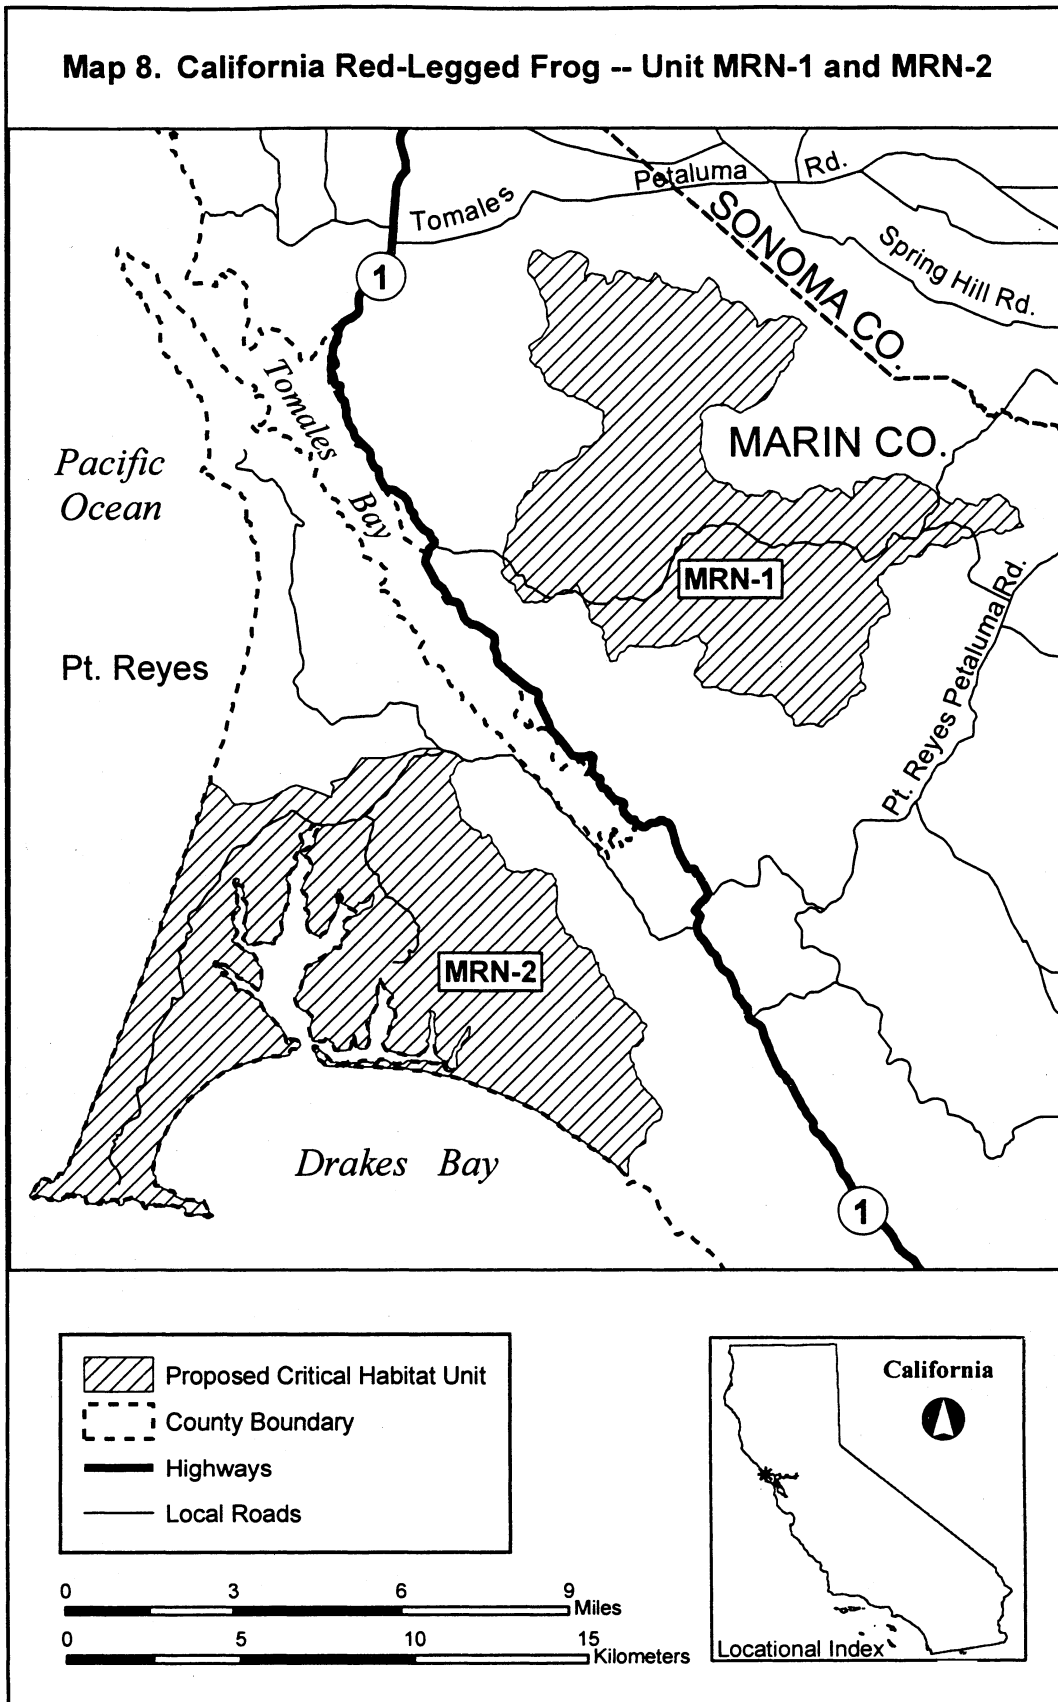 Map 8. California Red-Legged Frog -- Unit MRN-1 and MRN-2
Tomales Petaluma Rd.
SONOMA CO.
Spring Hill Rd.
1
Tomales Bay
Pacific
Ocean
MARIN CO.
MRN-1
Pt. Reyes
Pt. Reyes Petaluma Rd.
MRN-2
Drakes Bay
1
Proposed Critical Habitat Unit
County Boundary
Highways
Local Roads
California
0 3 6 9 Miles
0 5 10 15 Kilometers
Locational Index